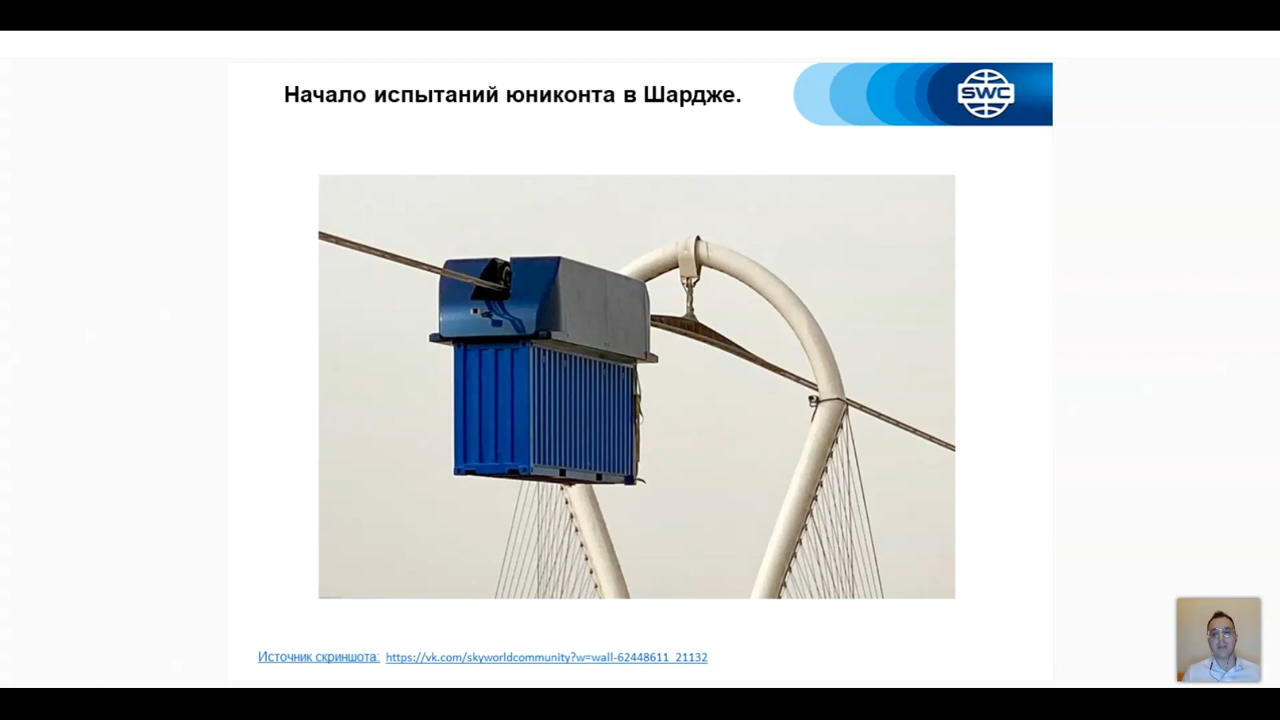 Начало испытаний юниконта в Шардже.
SWC
Источник скриншота: https://vk.com/skyworldcommunity?w=wall-62448611_21132